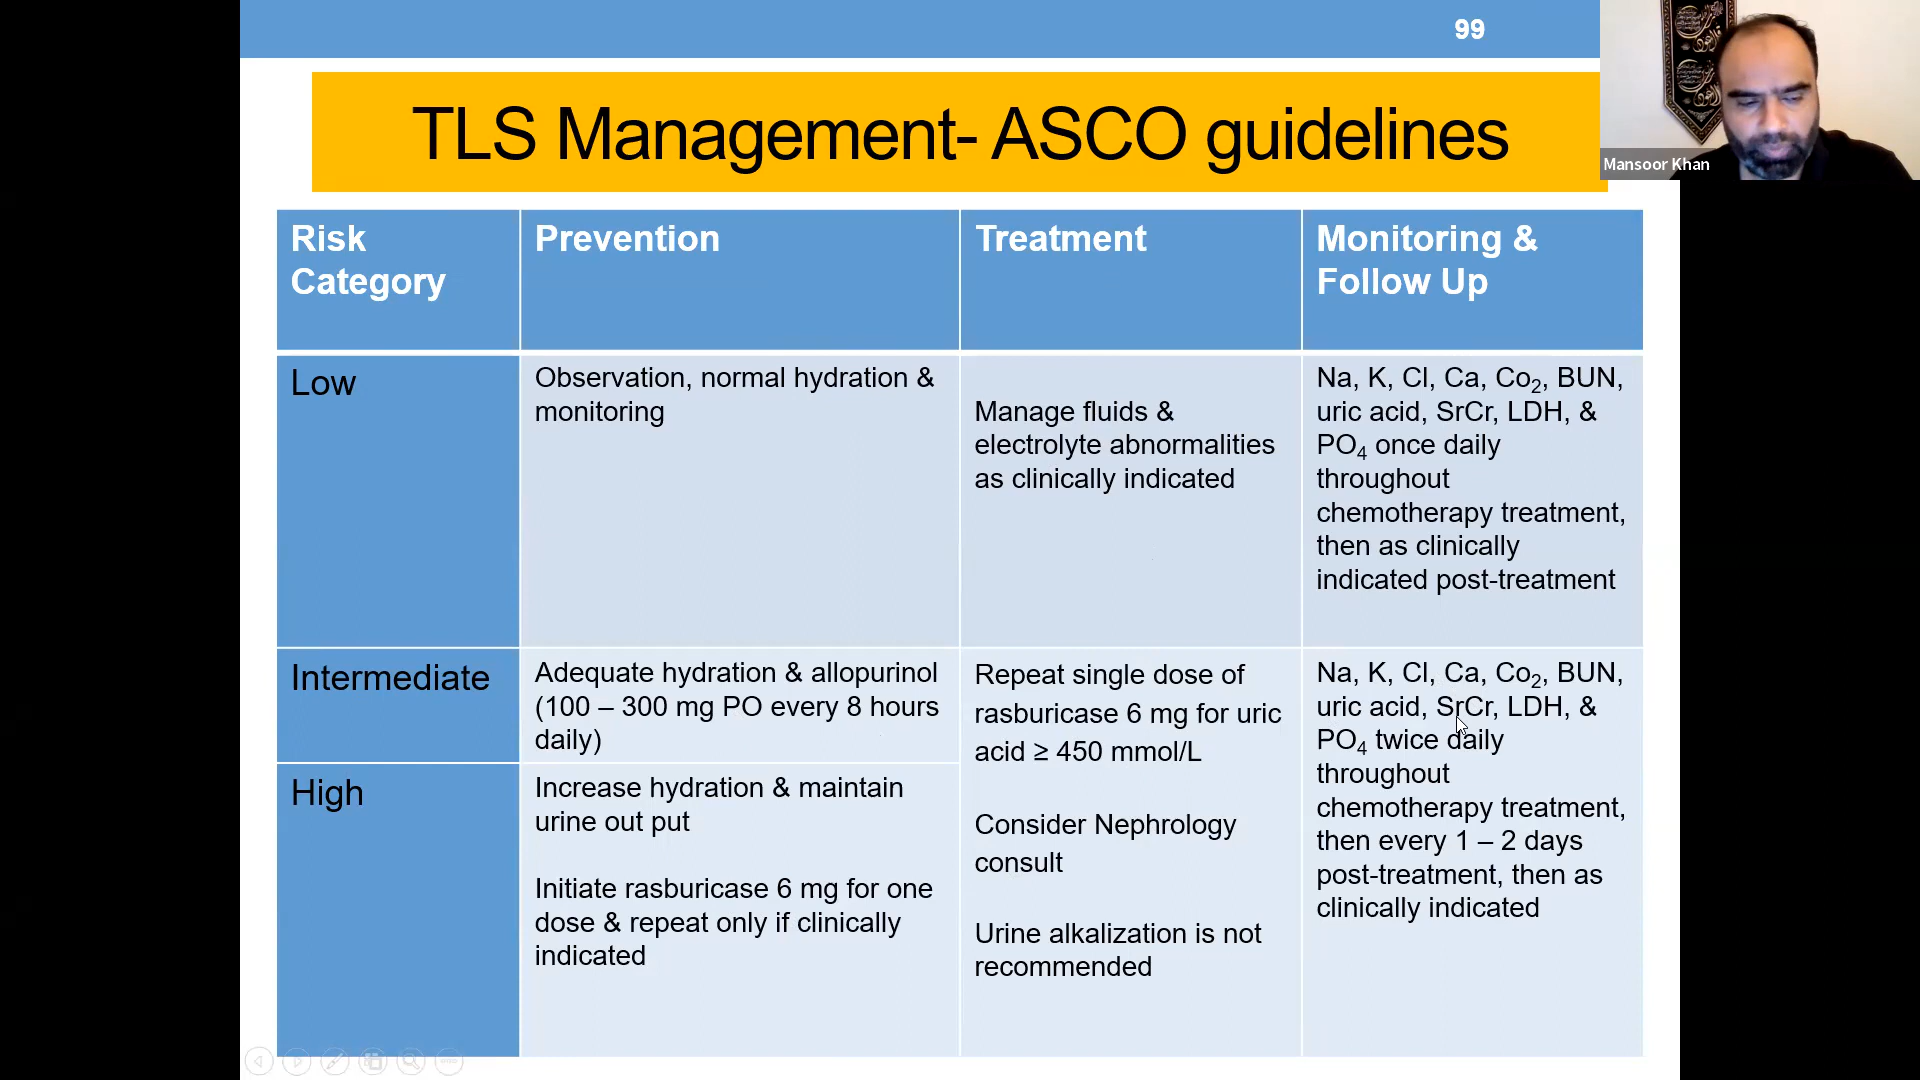 99
TLS Management- ASCO guidelines
Mansoor Khan
Risk
Category
Prevention
Treatment
Monitoring &
Follow Up
Low
Observation, normal hydration &
monitoring
Manage fluids &
electrolyte abnormalities
as clinically indicated
Na, K, Cl, Ca, Co₂, BUN,
uric acid, SrCr, LDH, &
PO₄ once daily
throughout
chemotherapy treatment,
then as clinically
indicated post-treatment
Intermediate
Adequate hydration & allopurinol
(100 – 300 mg PO every 8 hours
daily)
Repeat single dose of
rasburicase 6 mg for uric
acid ≥ 450 mmol/L
Consider Nephrology
consult
Urine alkalization is not
recommended
Na, K, Cl, Ca, Co₂, BUN,
uric acid, SrCr, LDH, &
PO₄ twice daily
throughout
chemotherapy treatment,
then every 1 – 2 days
post-treatment, then as
clinically indicated
High
Increase hydration & maintain
urine out put
Initiate rasburicase 6 mg for one
dose & repeat only if clinically
indicated